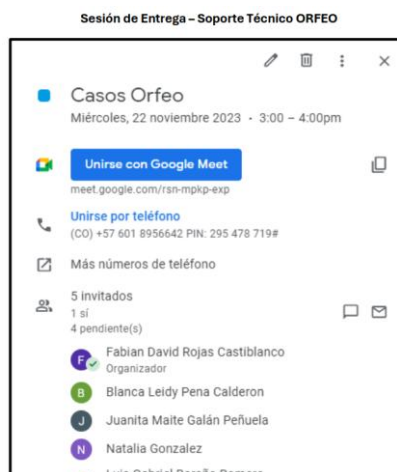 Sesión de Entrega – Soporte Técnico ORFEO
Casos Orfeo
Miércoles, 22 noviembre 2023 · 3:00 – 4:00pm
Unirse con Google Meet
meet.google.com/rsn-mpkp-exp
Unirse por teléfono
(CO) +57 601 8956642 PIN: 295 478 719#
Más números de teléfono
5 invitados
1 sí
4 pendiente(s)
F Fabian David Rojas Castiblanco
Organizador
B Blanca Leidy Pena Calderon
J Juanita Maite Galán Peñuela
N Natalia Gonzalez